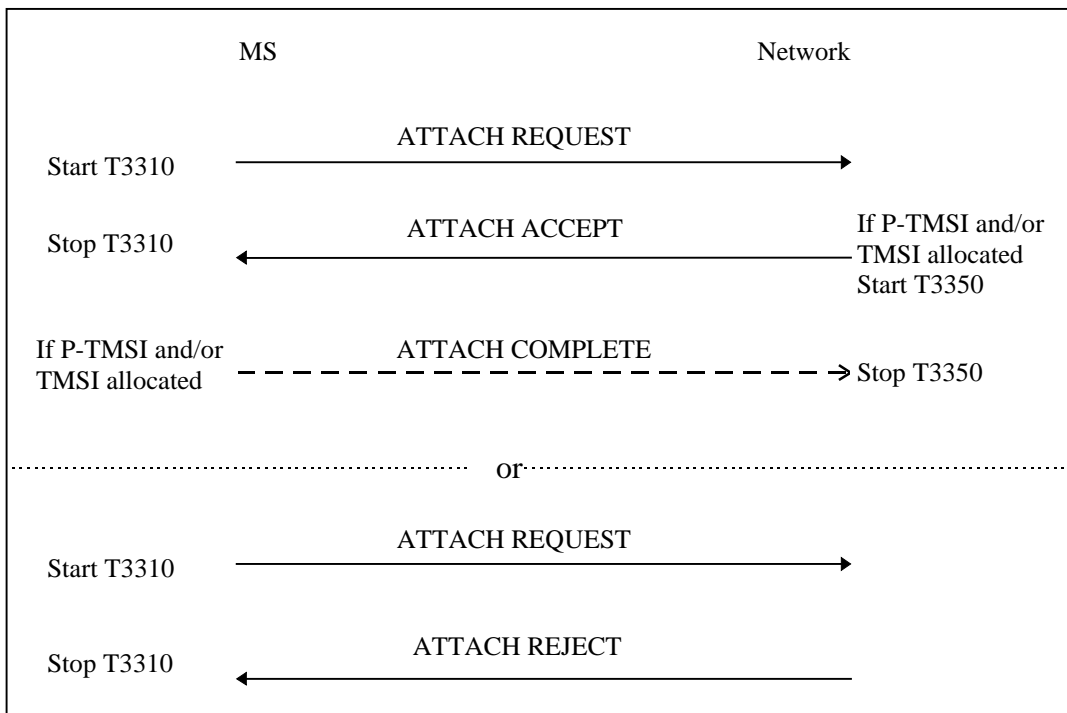 MS Network
ATTACH REQUEST
Start T3310
ATTACH ACCEPT
Stop T3310
If P-TMSI and/or
TMSI allocated
Start T3350
If P-TMSI and/or
TMSI allocated
ATTACH COMPLETE
Stop T3350
or
ATTACH REQUEST
Start T3310
ATTACH REJECT
Stop T3310